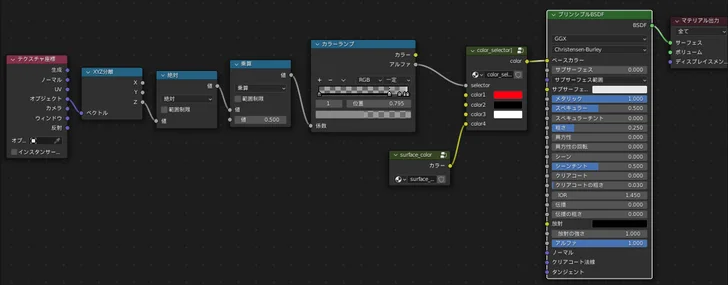 テクスチャ座標
生成
ノーマル
UV
オブジェクト
カメラ
ウィンドウ
反射
オブ...
インスタンサー...
XYZ分離
X
Y
Z
ベクトル
絶対
値
絶対
範囲制限
値
乗算
値
乗算
範囲制限
値
値 0.500
カラーランプ
カラー
アルファ
RGB
一定
1
位置 0.795
係数
surface_color
カラー
surface_...
color_selector(
color
color_sel...
selector
color1
color2
color3
color4
プリンシプルBSDF
BSDF
GGX
Christensen-Burley
ベースカラー
サブサーフェス 0.000
サブサーフェス範囲
サブサーフェ...
メタリック 1.000
スペキュラー 0.500
スペキュラーチント 0.000
粗さ 0.250
異方性 0.000
異方性の回転 0.000
シーン 0.000
シーンチント 0.500
クリアコート 0.000
クリアコートの粗さ 0.030
IOR 1.450
伝播 0.000
伝播の粗さ 0.000
放射
放射の強さ 1.000
アルファ 1.000
ノーマル
クリアコート法線
タンジェント
マテリアル出力
全て
サーフェス
ボリューム
ディスプレイスメン...